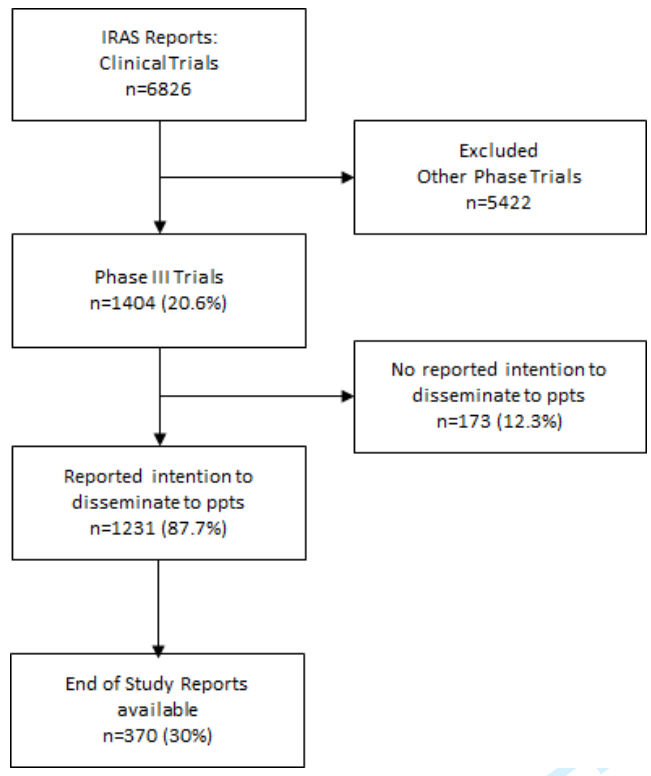 IRAS Reports:
Clinical Trials
n=6826
Excluded
Other Phase Trials
n=5422
Phase III Trials
n=1404 (20.6%)
No reported intention to
disseminate to ppts
n=173 (12.3%)
Reported intention to
disseminate to ppts
n=1231 (87.7%)
End of Study Reports
available
n=370 (30%)